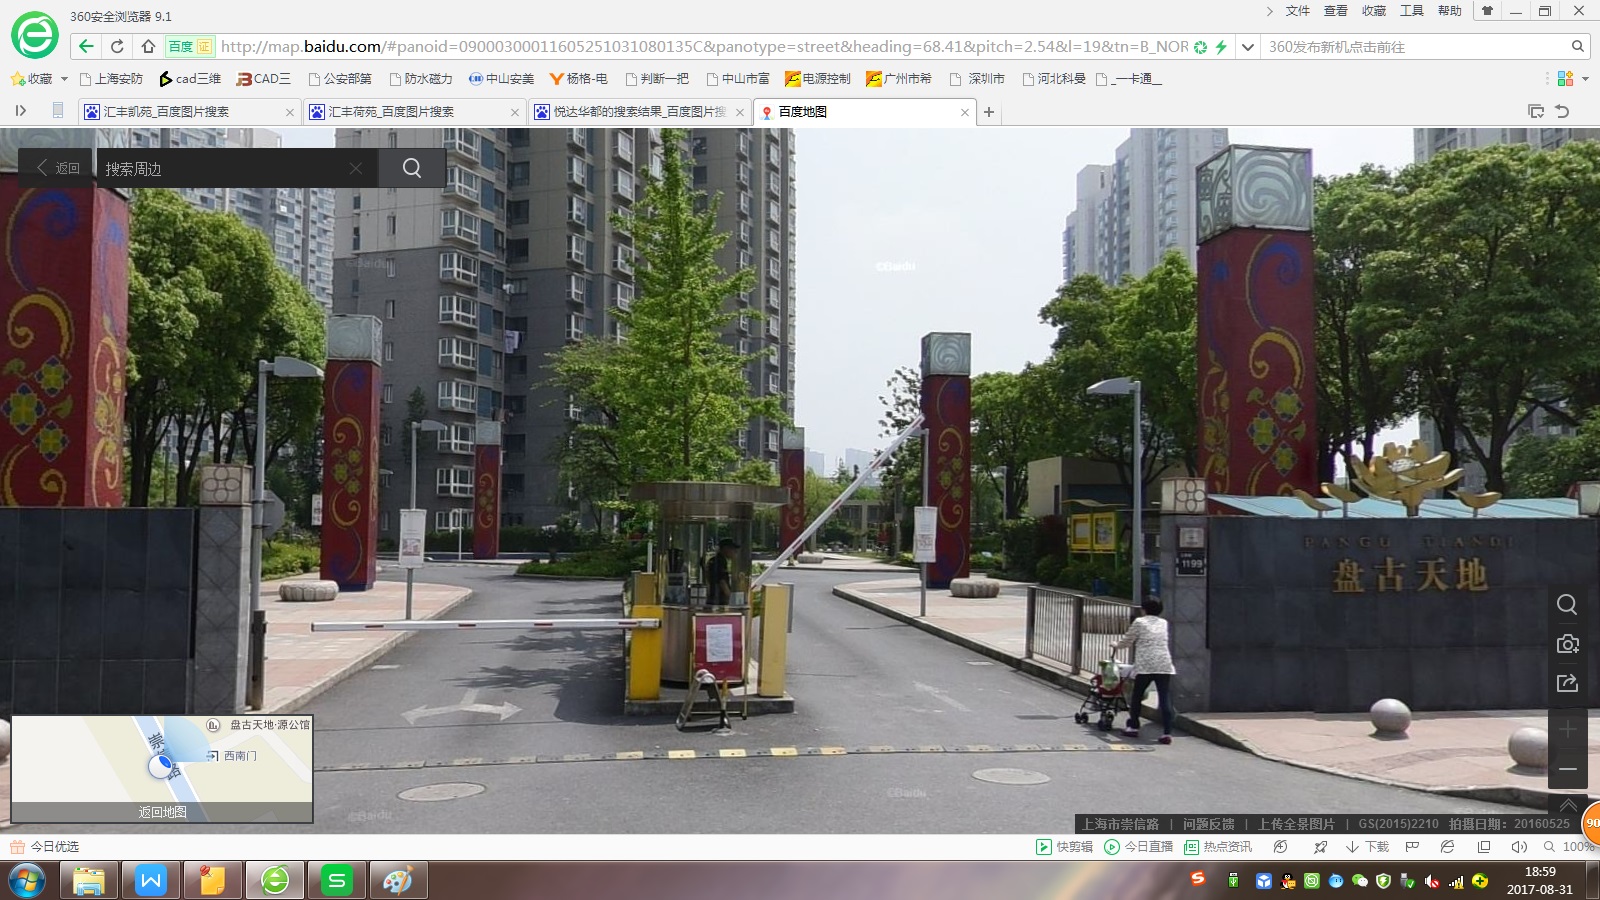 360安全浏览器 9.1
文件 查看 收藏 工具 帮助
百度 证 http://map.baidu.com/#panoid=09000300011605251031080135C&panotype=street&heading=68.41&pitch=2.54&l=19&tn=B_NOR
360发布新机点击前往
收藏 上海安防 cad三维 CAD三 公安部第 防水磁力 中山安美 杨格-电 判断一把 中山市富 电源控制 广州市希 深圳市 河北科曼 _一卡通__
汇丰凯苑_百度图片搜索 汇丰荷苑_百度图片搜索 悦达华都的搜索结果_百度图片搜 百度地图
返回 搜索周边
©Baidu
©Baidu
PANGU TIANDI
盘古天地
1199
盘古天地·源公馆
西南门
崇
路
返回地图
©Baidu
©Baidu
上海市崇信路 | 问题反馈 | 上传全景图片 | GS(2015)2210 拍摄日期：20160525
90
今日优选
快剪辑 今日直播 热点资讯 下载 100%
18:59
2017-08-31